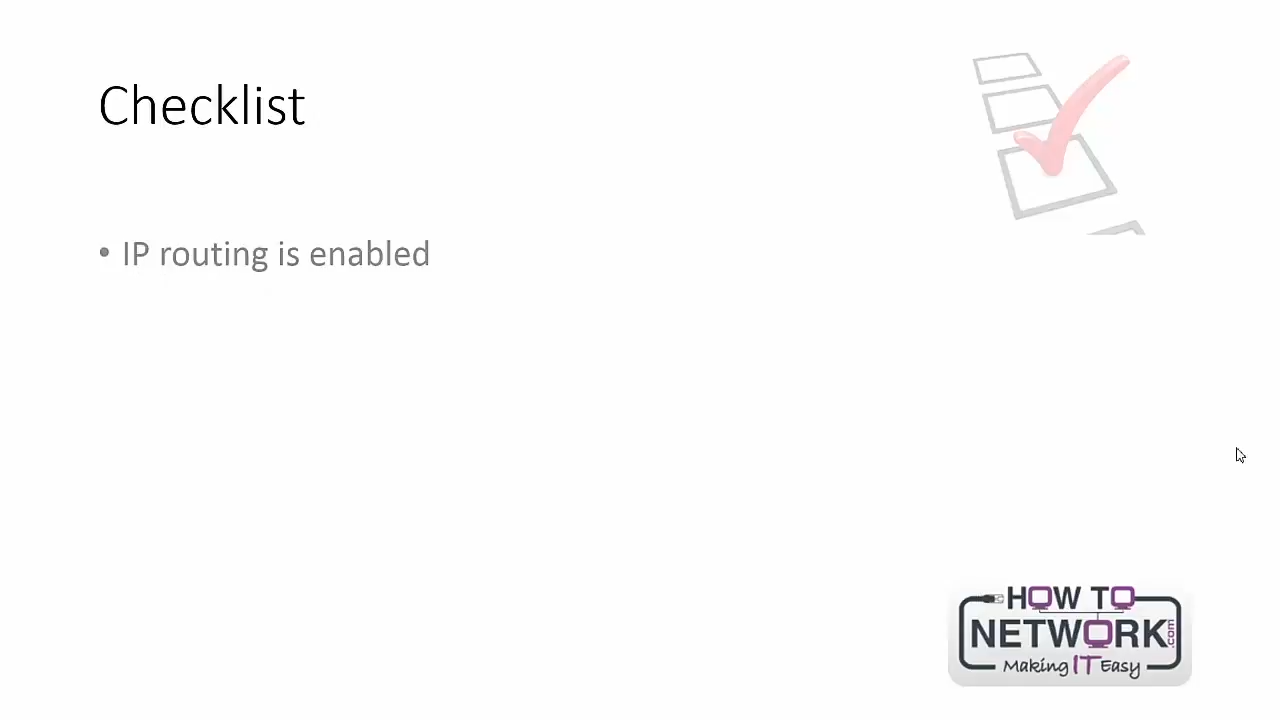 Checklist
• IP routing is enabled
HOW TO
NETWORK.com
Making IT Easy